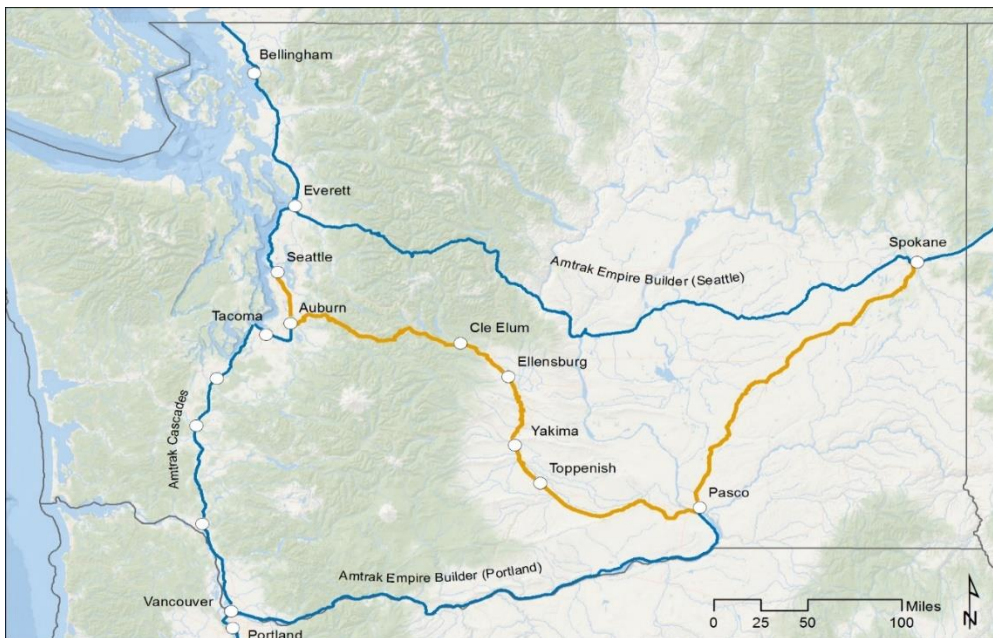 Bellingham
Everett
Seattle
Spokane
Amtrak Empire Builder (Seattle)
Auburn
Tacoma
Cle Elum
Ellensburg
Amtrak Cascades
Yakima
Toppenish
Pasco
Amtrak Empire Builder (Portland)
Vancouver
Portland
Miles
0 25 50 100
N